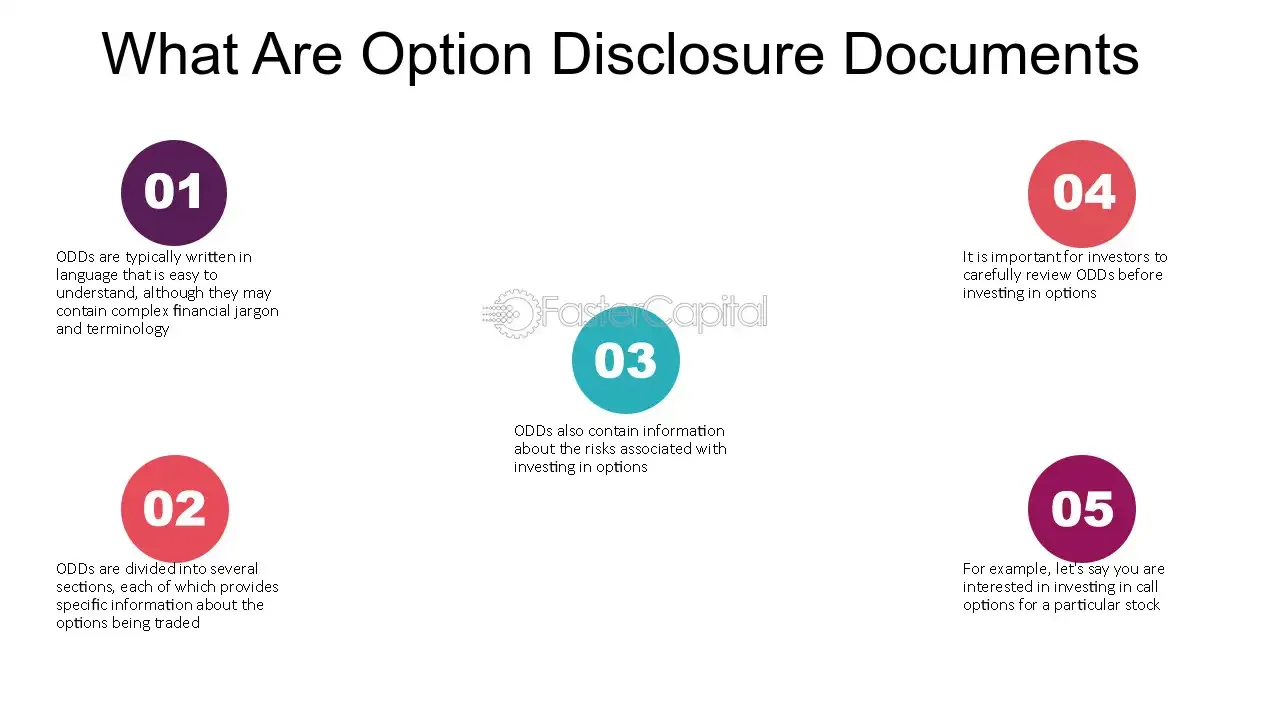 What Are Option Disclosure Documents
01
ODDs are typically written in
language that is easy to
understand, although they may
contain complex financial jargon
and terminology
02
ODDs are divided into several
sections, each of which provides
specific information about the
options being traded
FasterCapital
03
ODDs also contain information
about the risks associated with
investing in options
04
It is important for investors to
carefully review ODDs before
investing in options
05
For example, let's say you are
interested in investing in call
options for a particular stock